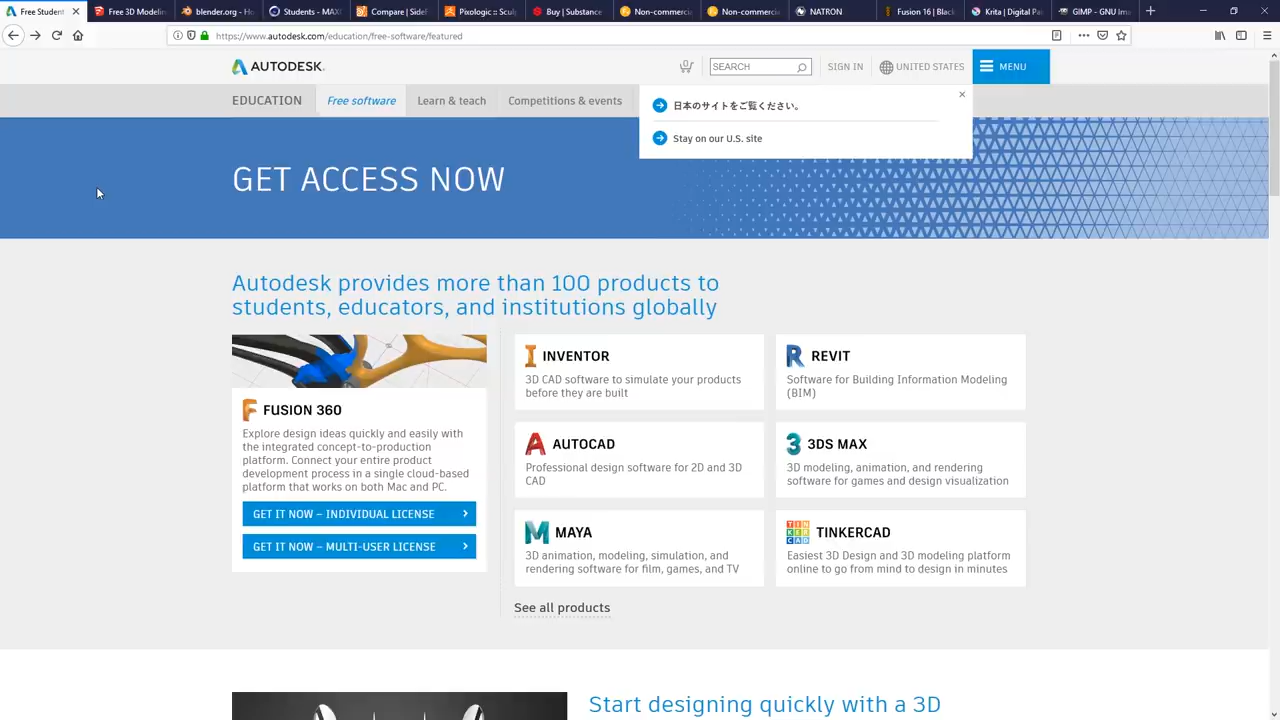 Free Student
Free 3D Modelin
blender.org - Ho
Students - MAX
Compare | SideF
Pixologic :: Sculp
Buy | Substance
Non-commercia
Non-commercia
NATRON
Fusion 16 | Black
Krita | Digital Pai
GIMP - GNU Ima
https://www.autodesk.com/education/free-software/featured
AUTODESK.
0
SEARCH
SIGN IN
UNITED STATES
MENU
EDUCATION
Free software
Learn & teach
Competitions & events
日本のサイトをご覧ください。
Stay on our U.S. site
GET ACCESS NOW
Autodesk provides more than 100 products to
students, educators, and institutions globally
FUSION 360
Explore design ideas quickly and easily with
the integrated concept-to-production
platform. Connect your entire product
development process in a single cloud-based
platform that works on both Mac and PC.
GET IT NOW – INDIVIDUAL LICENSE
GET IT NOW – MULTI-USER LICENSE
INVENTOR
3D CAD software to simulate your products
before they are built
REVIT
Software for Building Information Modeling
(BIM)
AUTOCAD
Professional design software for 2D and 3D
CAD
3DS MAX
3D modeling, animation, and rendering
software for games and design visualization
MAYA
3D animation, modeling, simulation, and
rendering software for film, games, and TV
TINKERCAD
Easiest 3D Design and 3D modeling platform
online to go from mind to design in minutes
See all products
Start designing quickly with a 3D